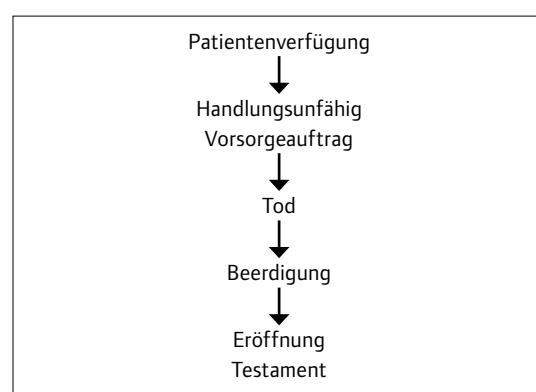 Patientenverfügung
Handlungsunfähig
Vorsorgeauftrag
Tod
Beerdigung
Eröffnung
Testament